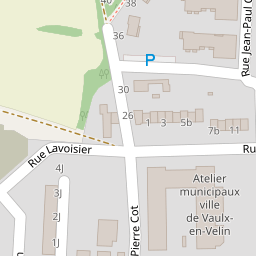 40
38
36
P
Rue Jean-Paul
30
26
1
3
5b
7b
11
Rue Lavoisier
Ru
4J
3J
2J
1J
Pierre Cot
Atelier
municipaux
ville
de Vaulx-
en-Velin